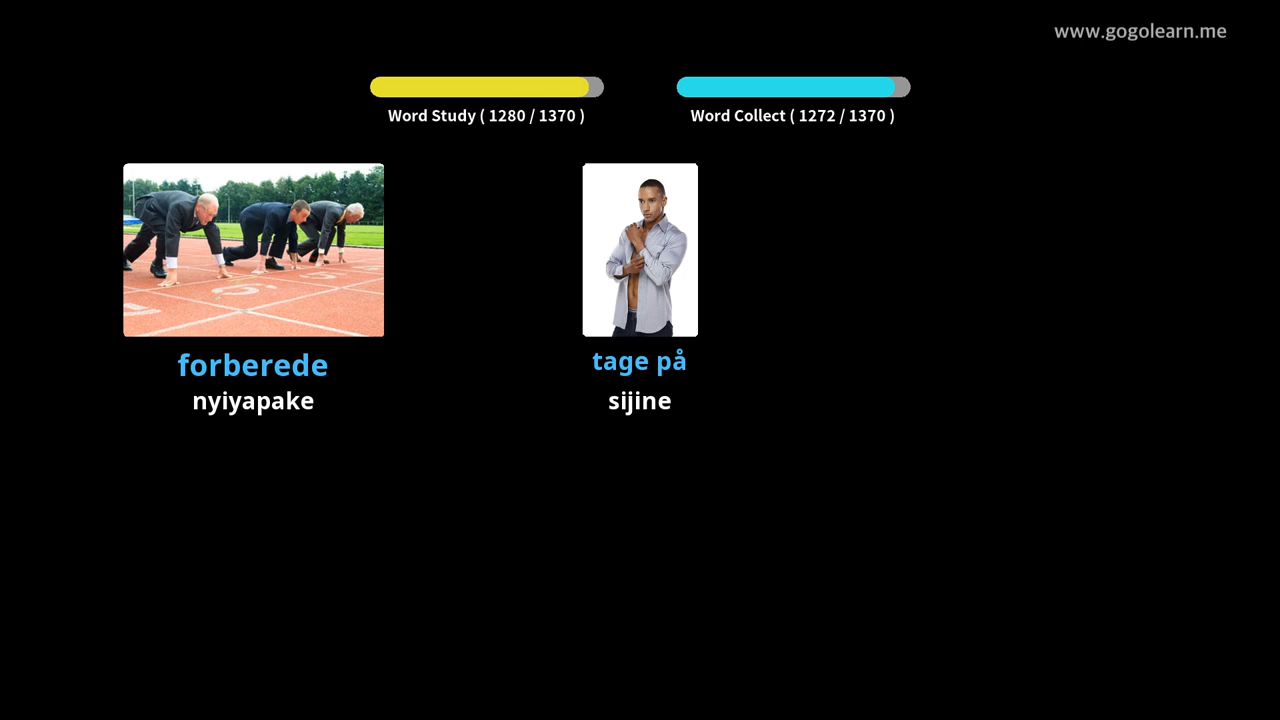 www.gogolearn.me
Word Study ( 1280 / 1370 )
Word Collect ( 1272 / 1370 )
forberede
tage på
nyiyapake
sijine